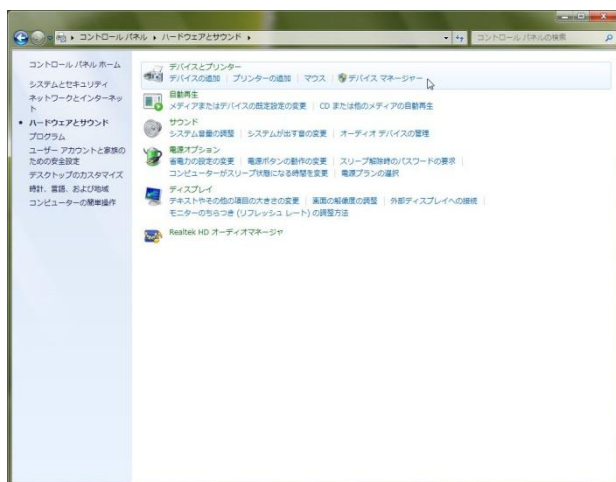 コントロール パネル ▸ ハードウェアとサウンド ▸
コントロール パネルの検索
コントロール パネル ホーム
システムとセキュリティ
ネットワークとインターネッ
ト
ハードウェアとサウンド
プログラム
ユーザー アカウントと家族の
ための安全設定
デスクトップのカスタマイズ
時計、言語、および地域
コンピューターの簡単操作
デバイスとプリンター
デバイスの追加 | プリンターの追加 | マウス | デバイス マネージャー
自動再生
メディアまたはデバイスの既定設定の変更 | CD または他のメディアの自動再生
サウンド
システム音量の調整 | システムが出す音の変更 | オーディオ デバイスの管理
電源オプション
省電力の設定の変更 | 電源ボタンの動作の変更 | スリープ解除時のパスワードの要求 |
コンピューターがスリープ状態になる時間を変更 | 電源プランの選択
ディスプレイ
テキストやその他の項目の大きさの変更 | 画面の解像度の調整 | 外部ディスプレイへの接続 |
モニターのちらつき (リフレッシュ レート) の調整方法
Realtek HD オーディオマネージャ